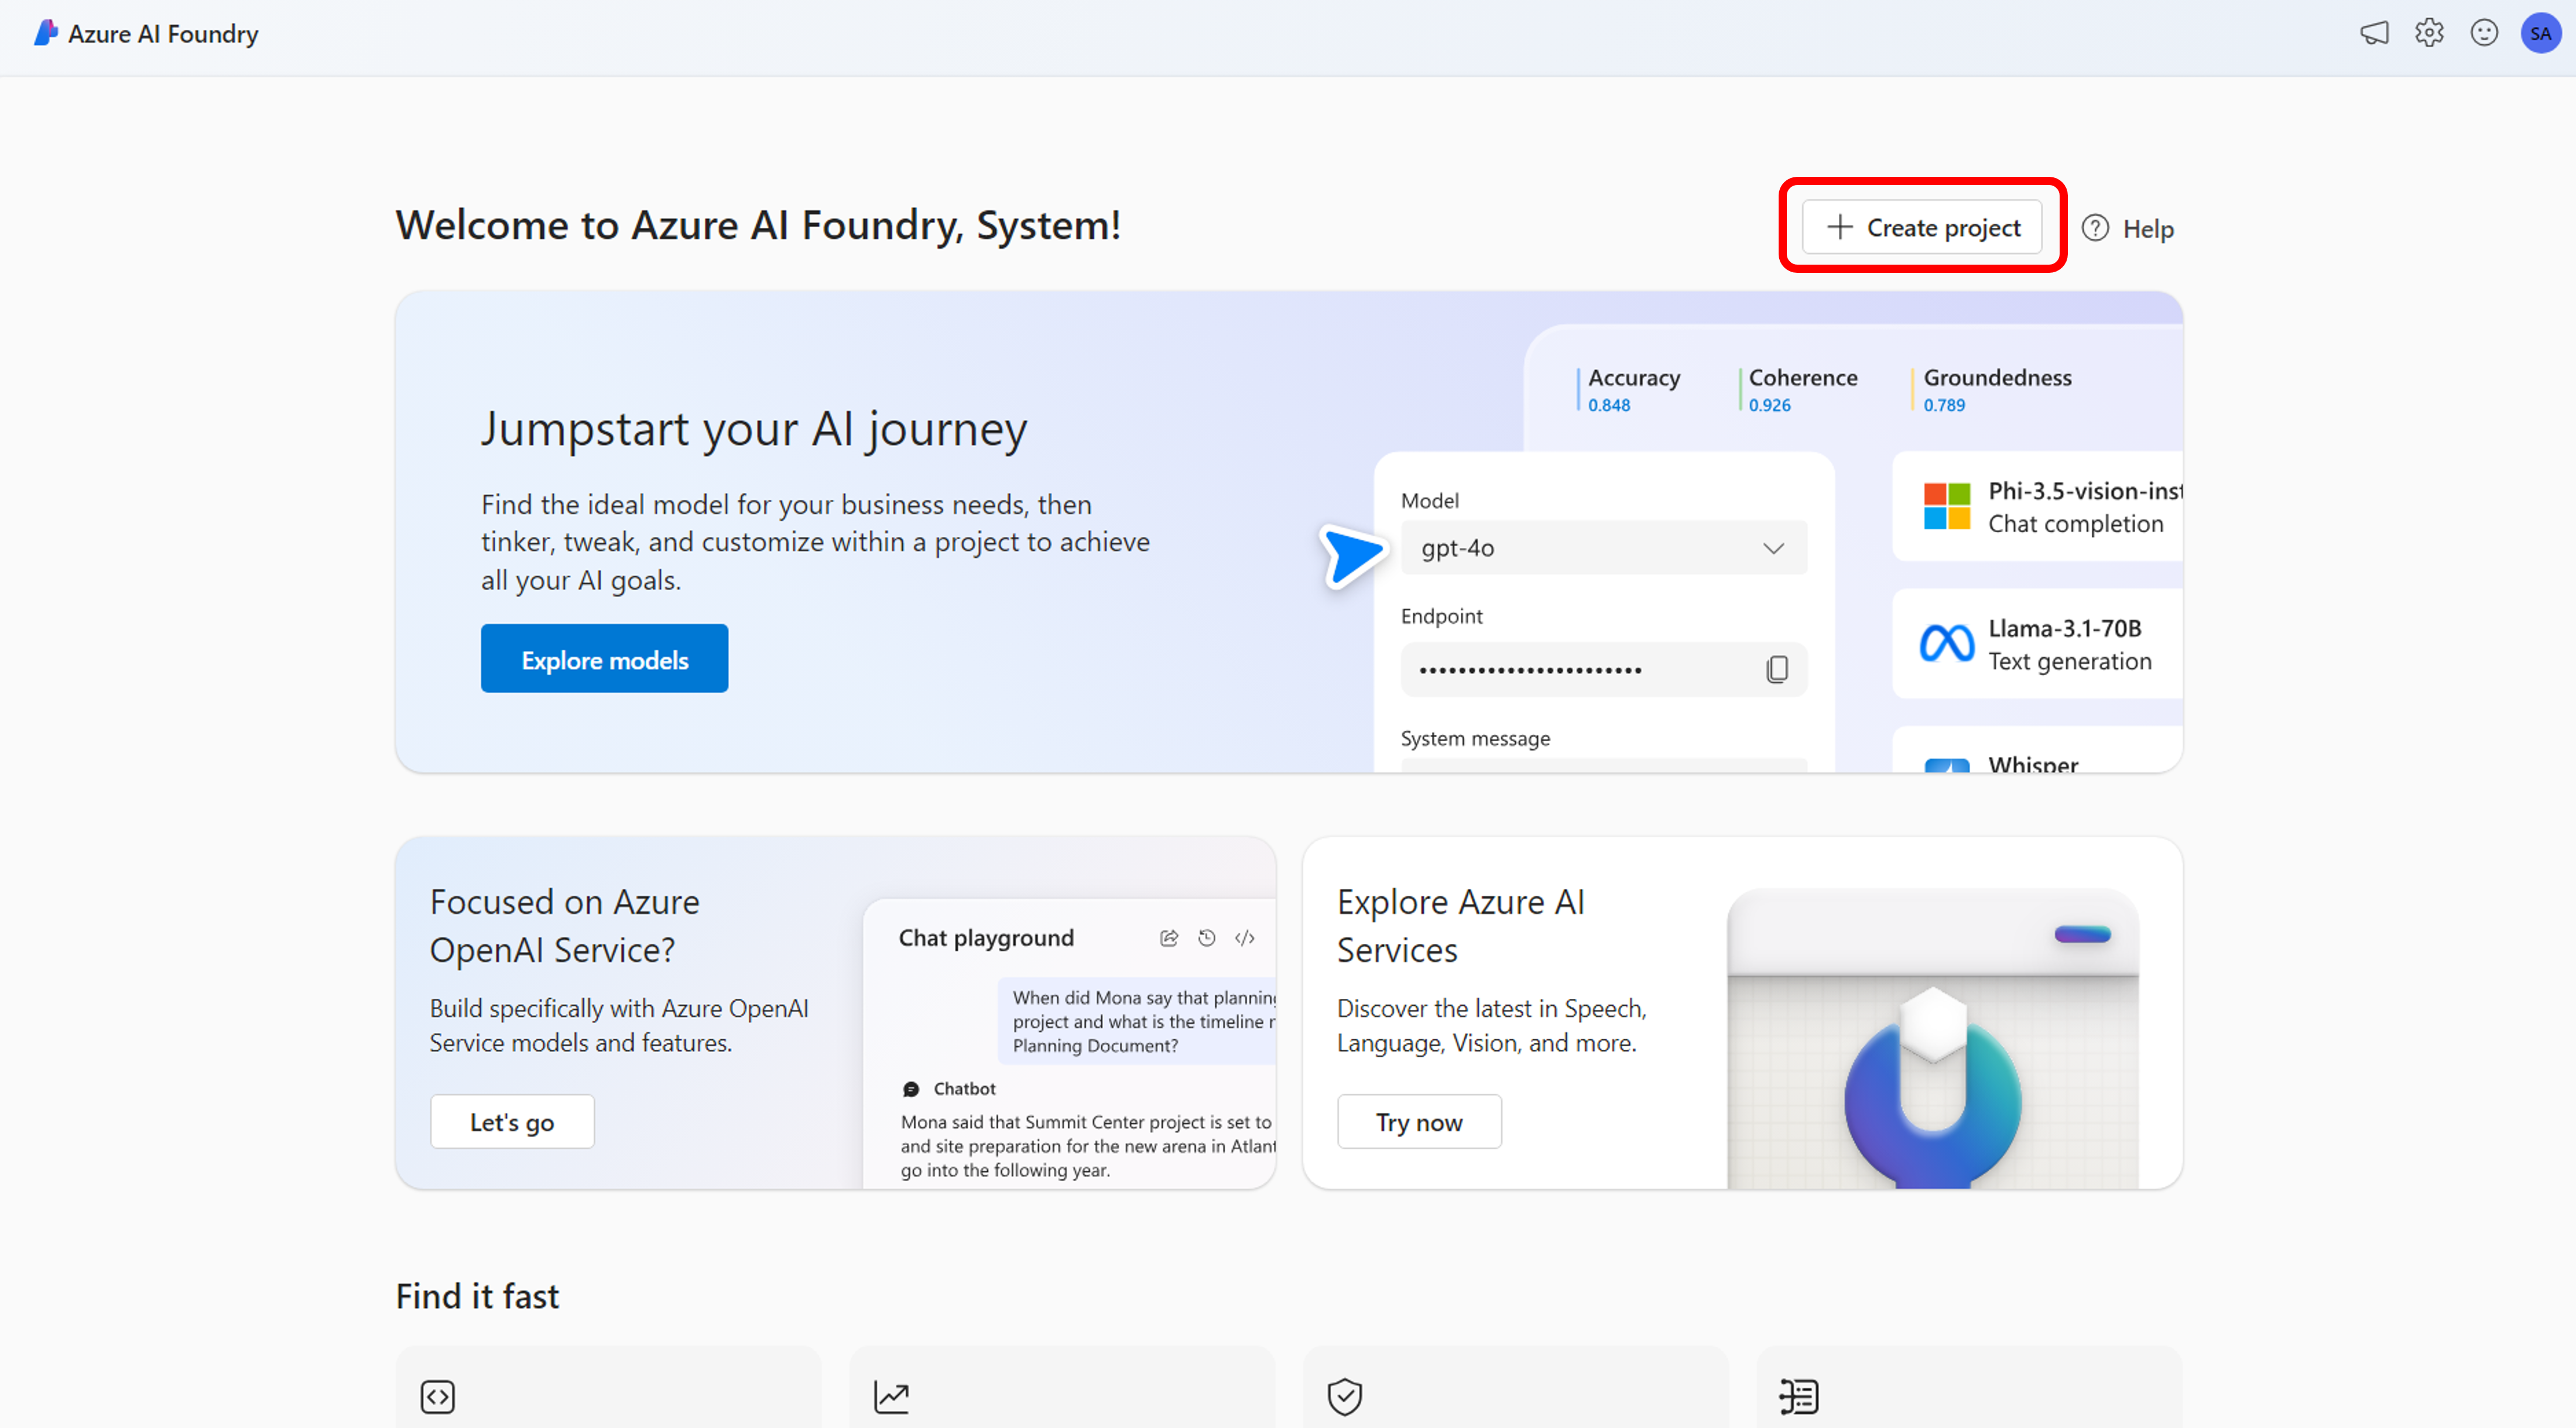 Azure AI Foundry
SA
Welcome to Azure AI Foundry, System!
Create project
Help
Jumpstart your AI journey
Find the ideal model for your business needs, then
tinker, tweak, and customize within a project to achieve
all your AI goals.
Explore models
Accuracy
0.848
Coherence
0.926
Groundedness
0.789
Model
gpt-4o
Endpoint
System message
Phi-3.5-vision-inst
Chat completion
Llama-3.1-70B
Text generation
Whisper
Focused on Azure
OpenAI Service?
Build specifically with Azure OpenAI
Service models and features.
Let's go
Chat playground
When did Mona say that planning
project and what is the timeline
Planning Document?
Chatbot
Mona said that Summit Center project is set to
and site preparation for the new arena in Atlant
go into the following year.
Explore Azure AI
Services
Discover the latest in Speech,
Language, Vision, and more.
Try now
Find it fast